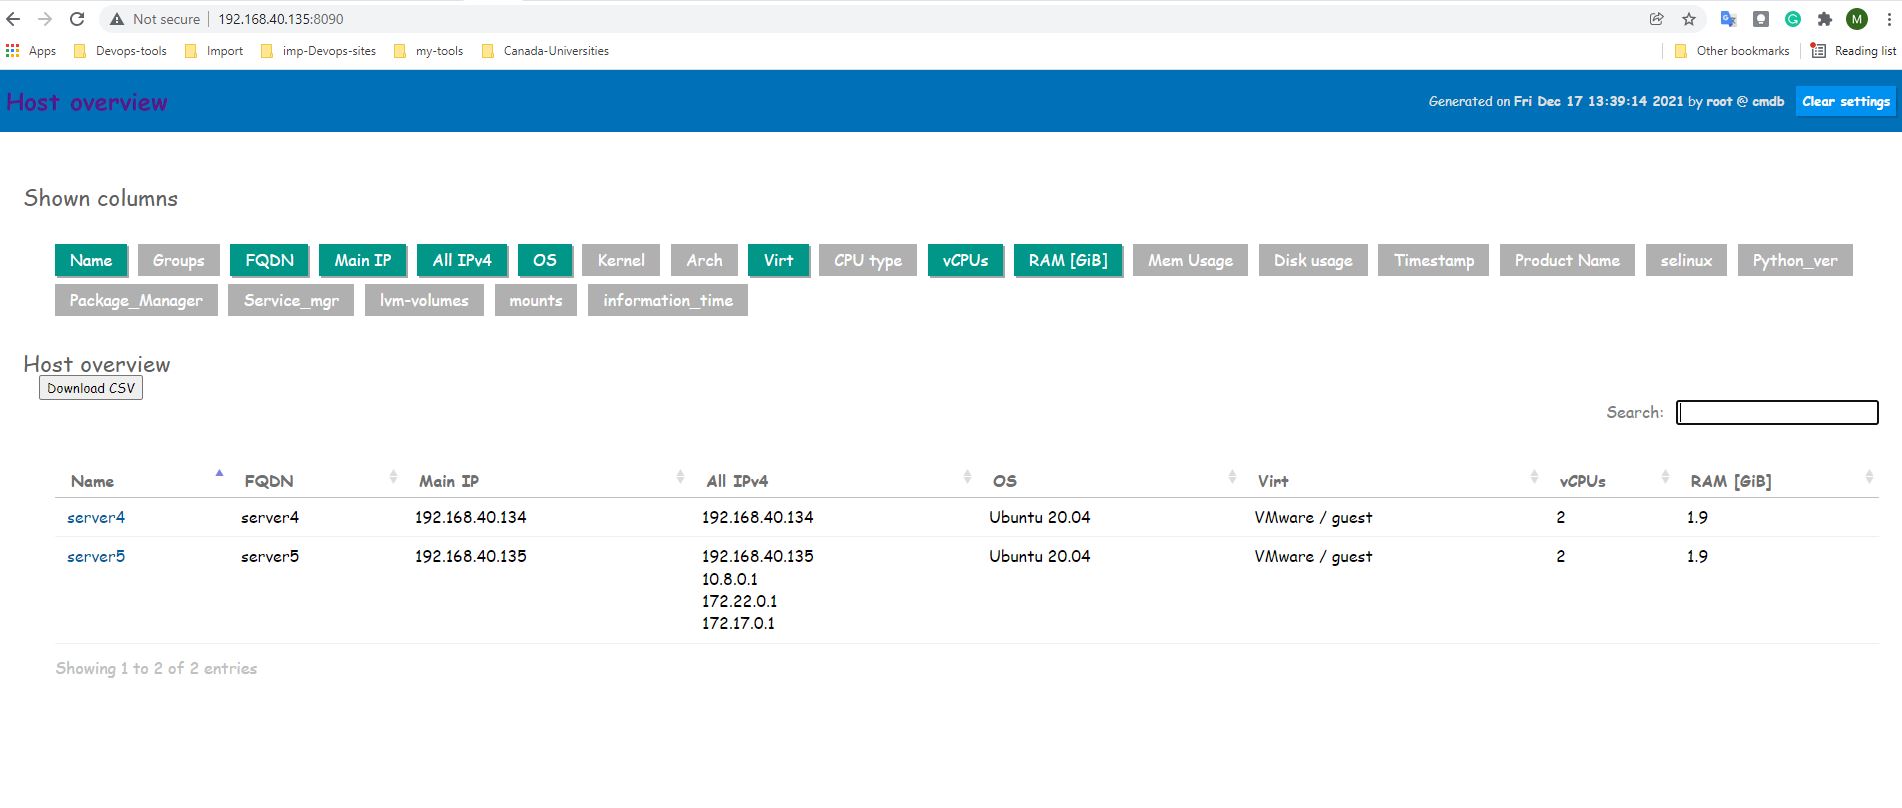 Not secure | 192.168.40.135:8090
M
Apps Devops-tools Import imp-Devops-sites my-tools Canada-Universities Other bookmarks Reading list
Host overview
Generated on Fri Dec 17 13:39:14 2021 by root @ cmdb Clear settings
Shown columns
Name Groups FQDN Main IP All IPv4 OS Kernel Arch Virt CPU type vCPUs RAM [GiB] Mem Usage Disk usage Timestamp Product Name selinux Python_ver
Package_Manager Service_mgr lvm-volumes mounts information_time
Host overview
Download CSV
Search:
Name FQDN Main IP All IPv4 OS Virt vCPUs RAM [GiB]
server4 server4 192.168.40.134 192.168.40.134 Ubuntu 20.04 VMware / guest 2 1.9
server5 server5 192.168.40.135 192.168.40.135 Ubuntu 20.04 VMware / guest 2 1.9
10.8.0.1
172.22.0.1
172.17.0.1
Showing 1 to 2 of 2 entries